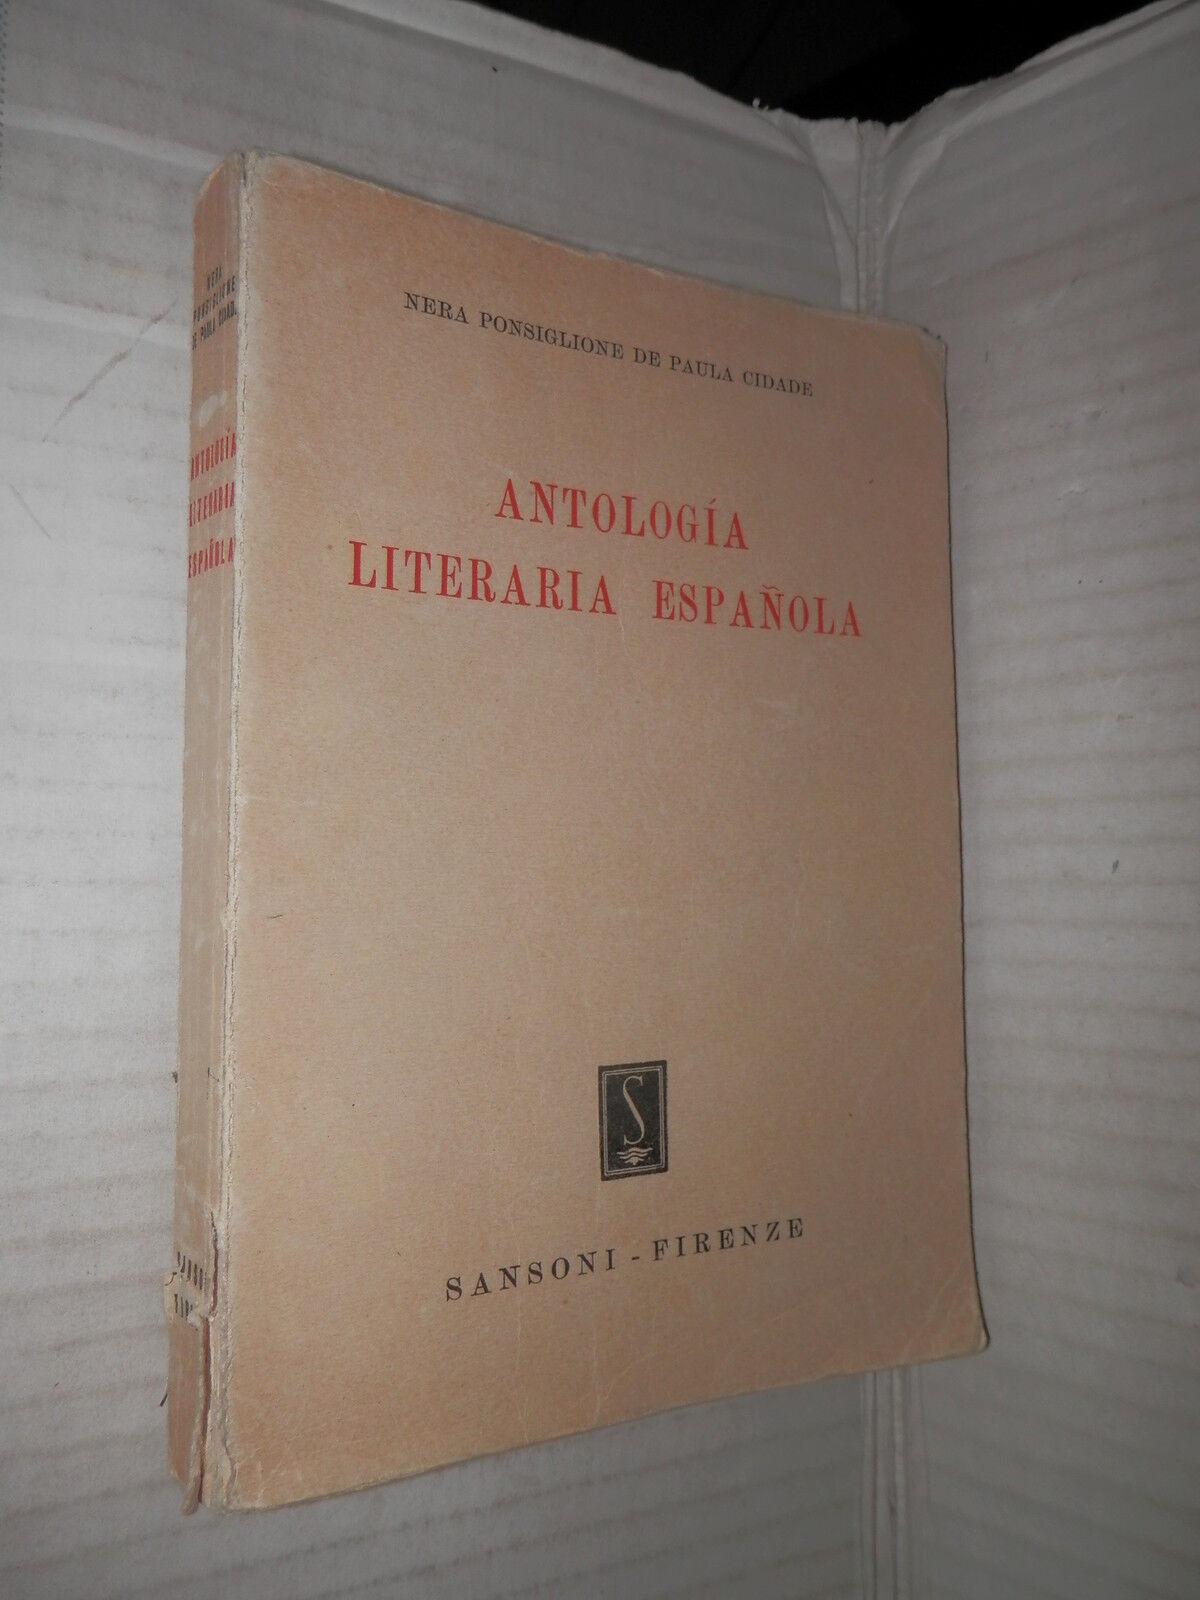 NERA PONSIGLIONE DE PAULA CIDADE
ANTOLOGÍA
LITERARIA ESPAÑOLA
S
SANSONI - FIRENZE
NERA
PONSIGLIONE
DE PAULA CIDADE
ANTOLOGÍA
LITERARIA
ESPAÑOLA